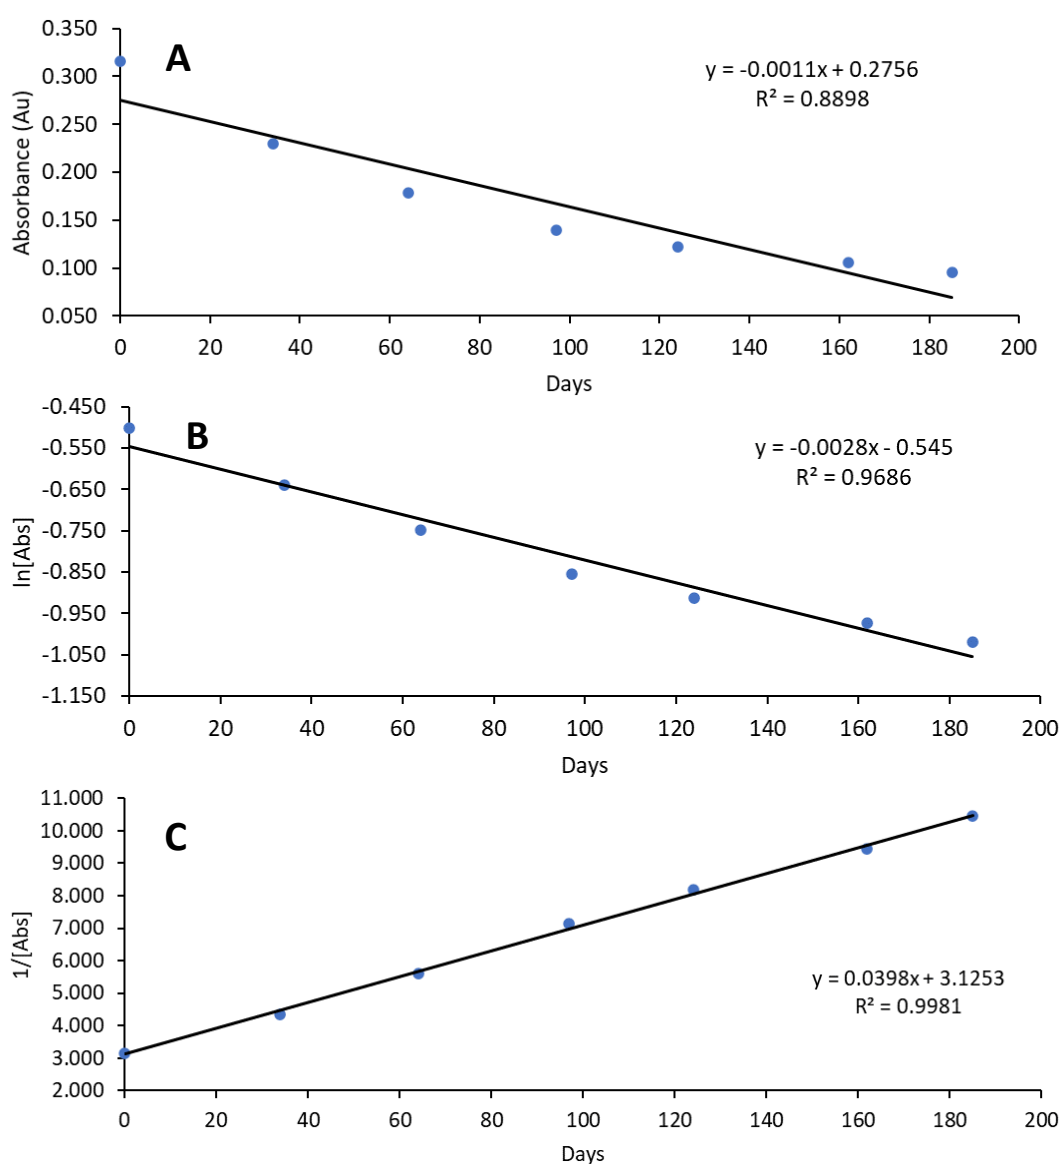 0.350
0.300
0.250
0.200
0.150
0.100
0.050
Absorbance (Au)
A
y = -0.0011x + 0.2756
R² = 0.8898
0 20 40 60 80 100 120 140 160 180 200
Days
-0.450
-0.550
-0.650
-0.750
-0.850
-0.950
-1.050
-1.150
ln[Abs]
B
y = -0.0028x - 0.545
R² = 0.9686
0 20 40 60 80 100 120 140 160 180 200
Days
11.000
10.000
9.000
8.000
7.000
6.000
5.000
4.000
3.000
2.000
1/[Abs]
C
y = 0.0398x + 3.1253
R² = 0.9981
0 20 40 60 80 100 120 140 160 180 200
Days